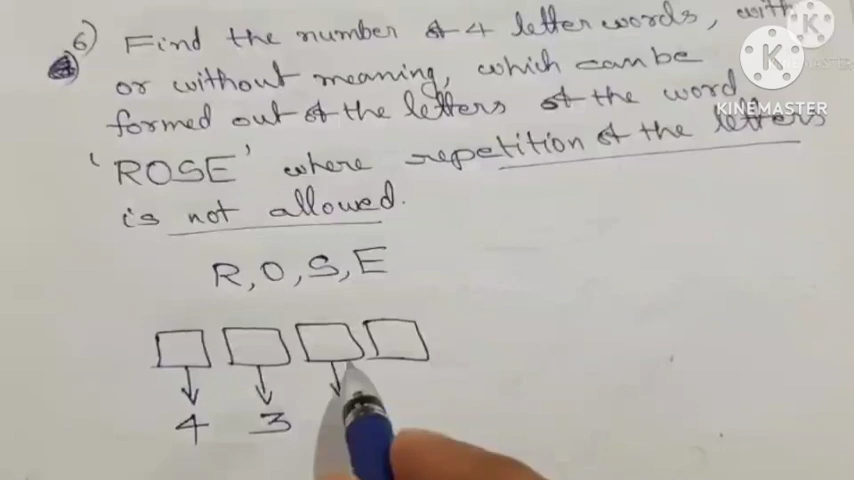 6) Find the number of 4 letter words, with
or without meaning, which can be
formed out of the letters of the word
'ROSE' where repetition of the letters
is not allowed.
R, O, S, E
4 3
KINEMASTER